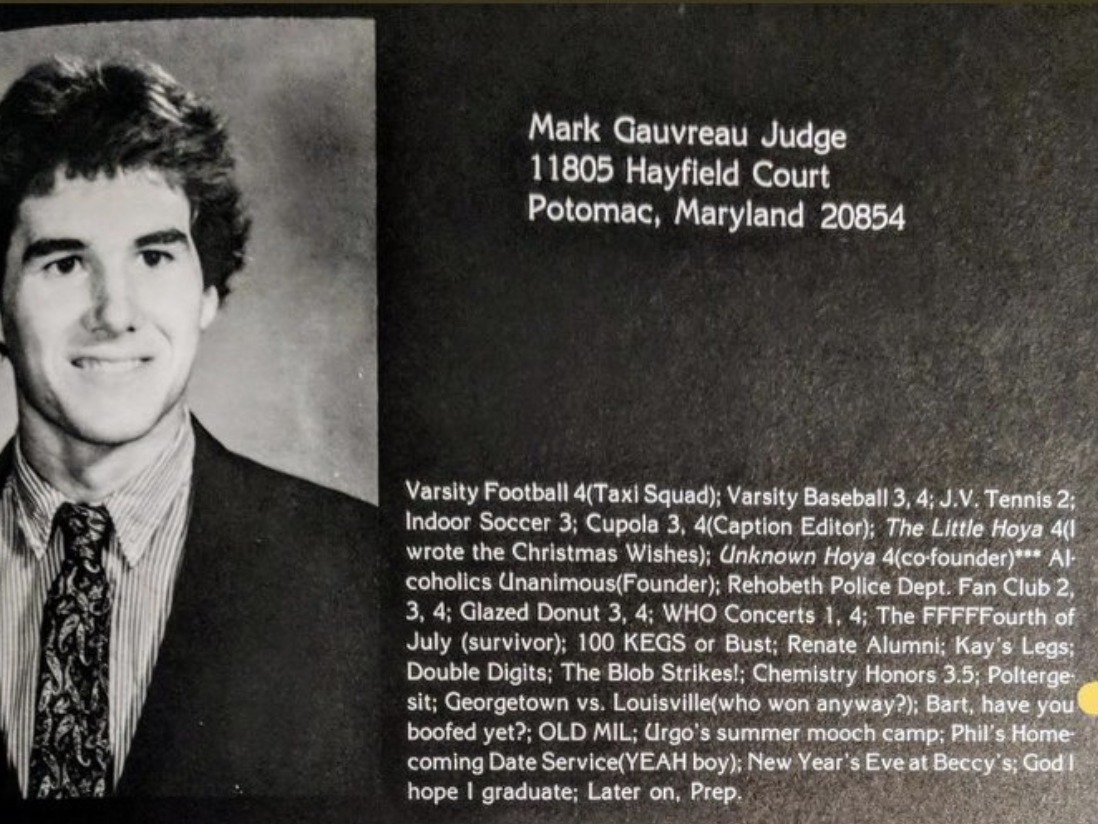 Mark Gauvreau Judge
11805 Hayfield Court
Potomac, Maryland 20854
Varsity Football 4(Taxi Squad); Varsity Baseball 3, 4; J.V. Tennis 2;
Indoor Soccer 3; Cupola 3, 4(Caption Editor); The Little Hoya 4(I
wrote the Christmas Wishes); Unknown Hoya 4(co-founder)*** Al-
coholics Unanimous(Founder); Rehobeth Police Dept. Fan Club 2,
3, 4; Glazed Donut 3, 4; WHO Concerts 1, 4; The FFFFFourth of
July (survivor); 100 KEGS or Bust; Renate Alumni; Kay's Legs;
Double Digits; The Blob Strikes!; Chemistry Honors 3.5; Polterge-
sit; Georgetown vs. Louisville(who won anyway?); Bart, have you
boofed yet?; OLD MIL; Urgo's summer mooch camp; Phil's Home-
coming Date Service(YEAH boy); New Year's Eve at Beccy's; God I
hope I graduate; Later on, Prep.